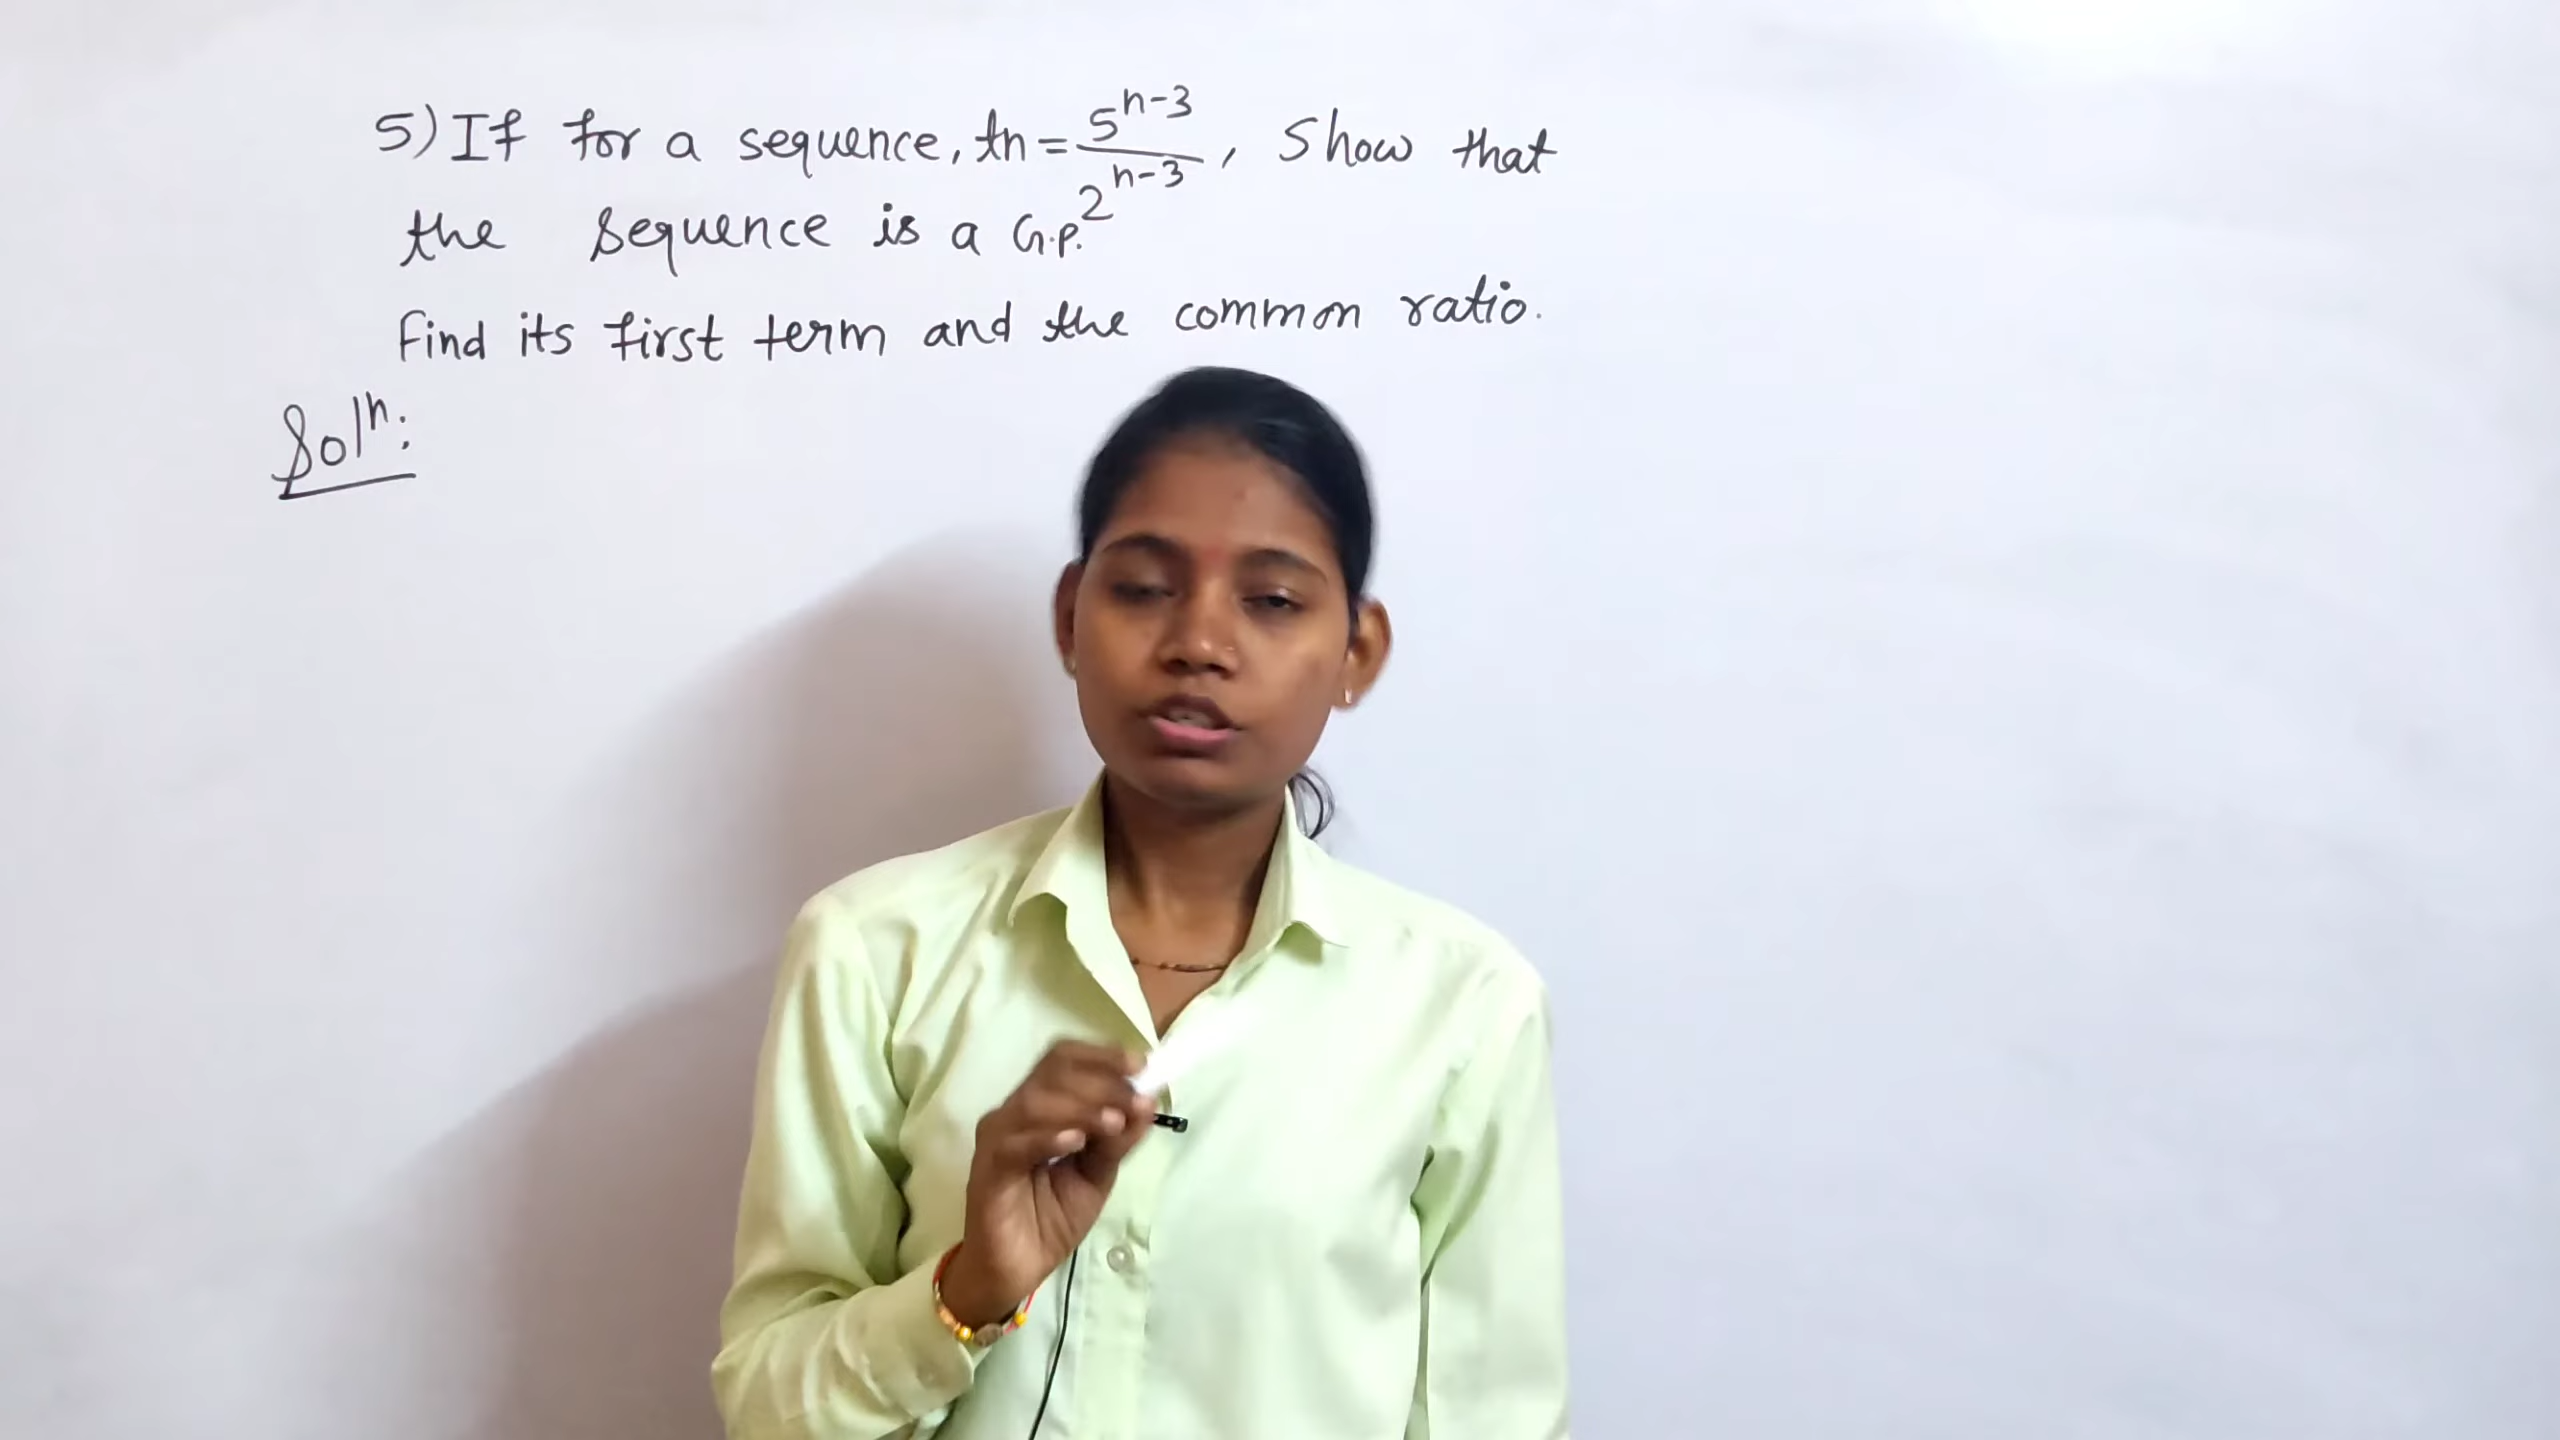 5) If for a sequence, tn = 5^(n-3) / 2^(n-3), Show that
the sequence is a G.P.
Find its first term and the common ratio.
Solⁿ: